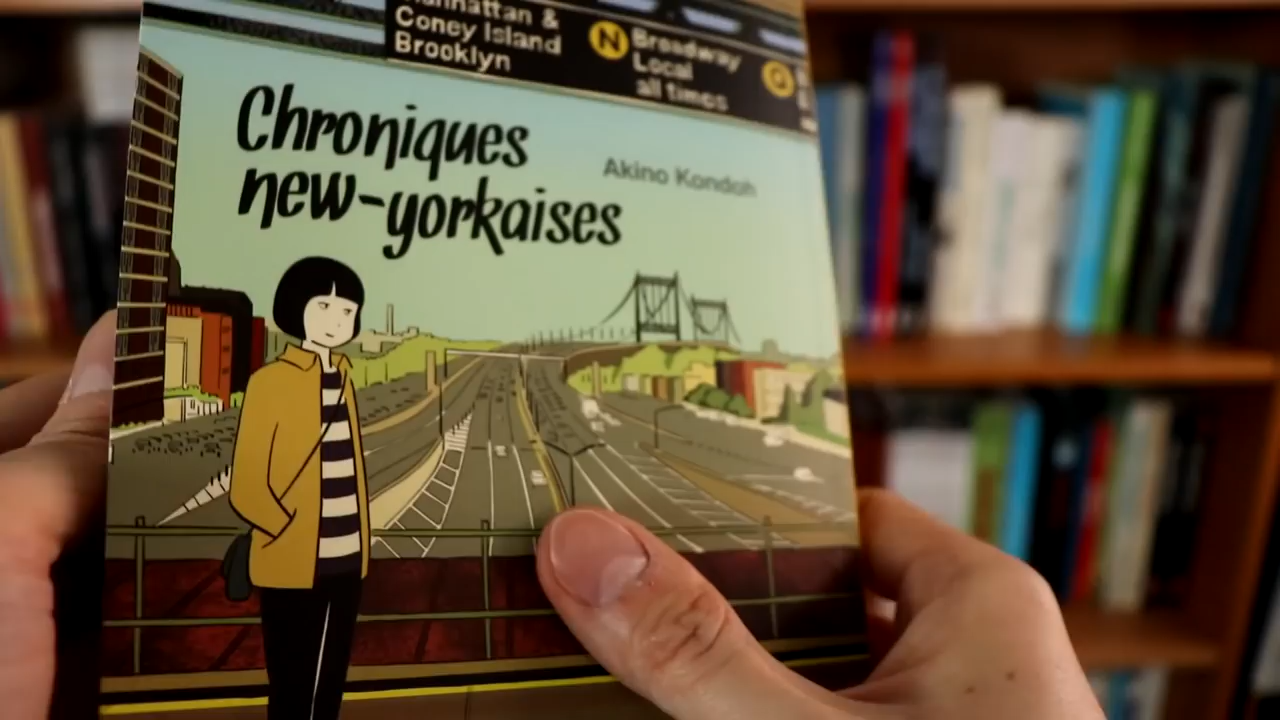 Manhattan &
Coney Island
Brooklyn
N
Broadway
Local
all times
Q
Chroniques
new-yorkaises
Akino Kondoh